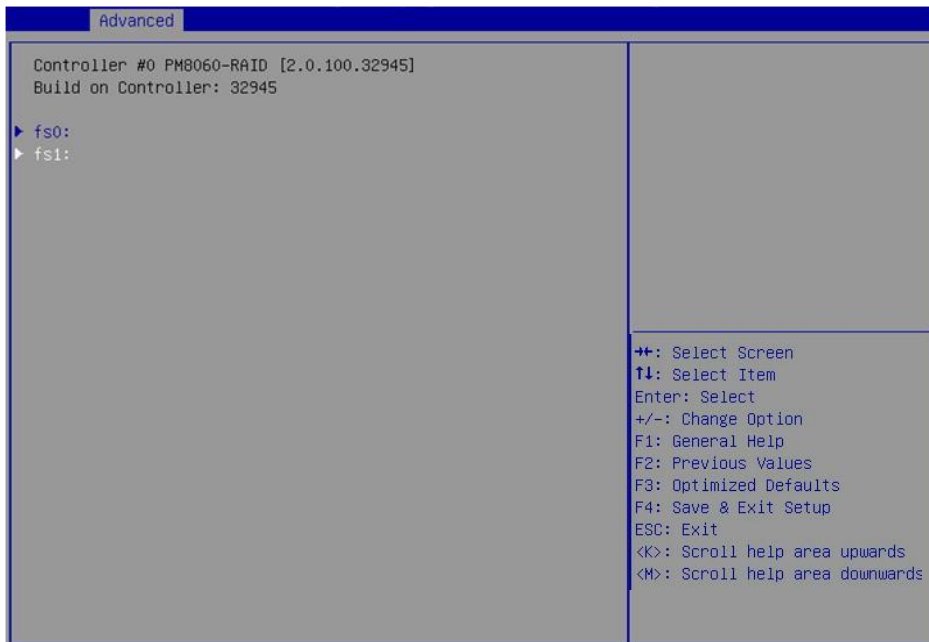 Advanced
Controller #0 PM8060-RAID [2.0.100.32945]
Build on Controller: 32945
fs0:
fs1:
→←: Select Screen
↑↓: Select Item
Enter: Select
+/-: Change Option
F1: General Help
F2: Previous Values
F3: Optimized Defaults
F4: Save & Exit Setup
ESC: Exit
<K>: Scroll help area upwards
<M>: Scroll help area downwards